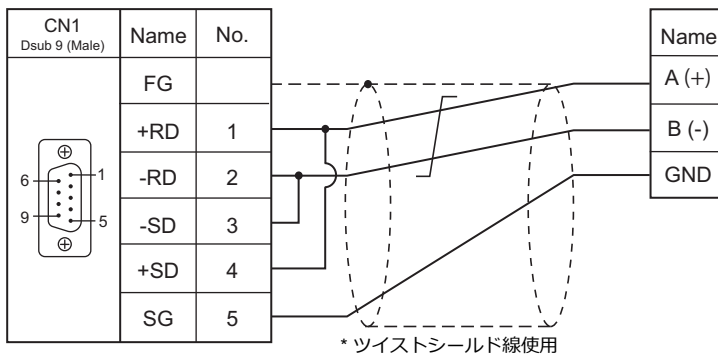 CN1
Dsub 9 (Male)
Name No.
FG
+RD 1
-RD 2
-SD 3
+SD 4
SG 5
6 1
9 5
Name
A (+)
B (-)
GND
* ツイストシールド線使用